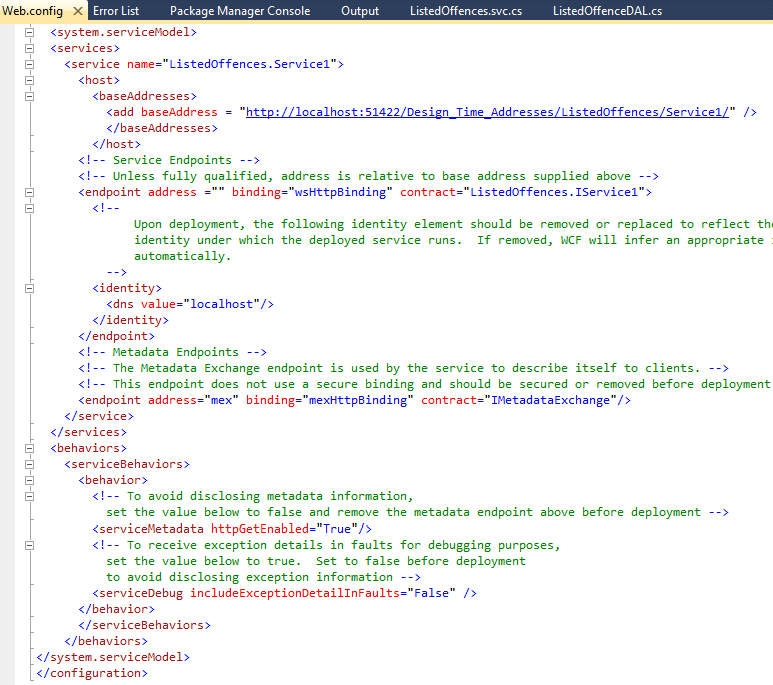 Web.config Error List Package Manager Console Output ListedOffences.svc.cs ListedOffenceDAL.cs
<system.serviceModel>
<services>
<service name="ListedOffences.Service1">
<host>
<baseAddresses>
<add baseAddress = "http://localhost:51422/Design_Time_Addresses/ListedOffences/Service1/" />
</baseAddresses>
</host>
<!-- Service Endpoints -->
<!-- Unless fully qualified, address is relative to base address supplied above -->
<endpoint address ="" binding="wsHttpBinding" contract="ListedOffences.IService1">
<!--
Upon deployment, the following identity element should be removed or replaced to reflect the
identity under which the deployed service runs.  If removed, WCF will infer an appropriate
automatically.
-->
<identity>
<dns value="localhost"/>
</identity>
</endpoint>
<!-- Metadata Endpoints -->
<!-- The Metadata Exchange endpoint is used by the service to describe itself to clients. -->
<!-- This endpoint does not use a secure binding and should be secured or removed before deployment
<endpoint address="mex" binding="mexHttpBinding" contract="IMetadataExchange"/>
</service>
</services>
<behaviors>
<serviceBehaviors>
<behavior>
<!-- To avoid disclosing metadata information,
set the value below to false and remove the metadata endpoint above before deployment -->
<serviceMetadata httpGetEnabled="True"/>
<!-- To receive exception details in faults for debugging purposes,
set the value below to true.  Set to false before deployment
to avoid disclosing exception information -->
<serviceDebug includeExceptionDetailInFaults="False" />
</behavior>
</serviceBehaviors>
</behaviors>
</system.serviceModel>
</configuration>